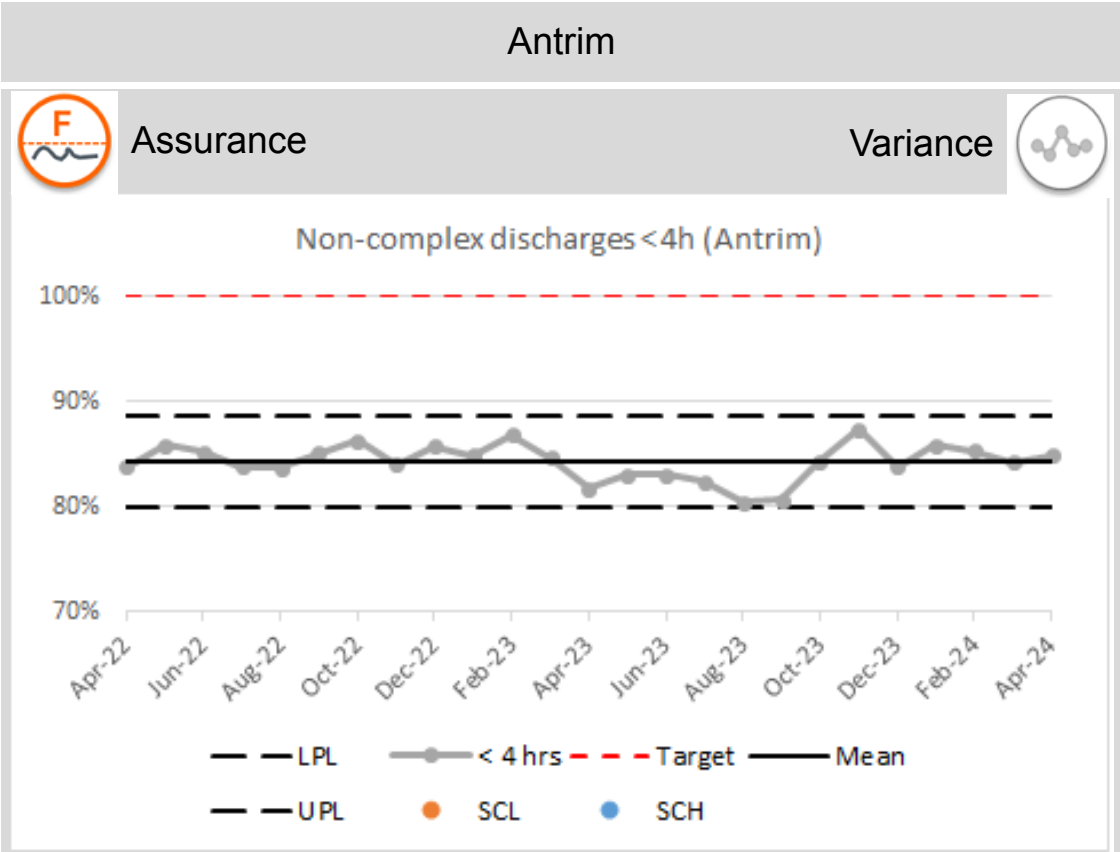 Antrim
F
Assurance
Variance
Non-complex discharges <4h (Antrim)
100%
90%
80%
70%
Apr-22 Jun-22 Aug-22 Oct-22 Dec-22 Feb-23 Apr-23 Jun-23 Aug-23 Oct-23 Dec-23 Feb-24 Apr-24
LPL < 4 hrs Target Mean
UPL SCL SCH